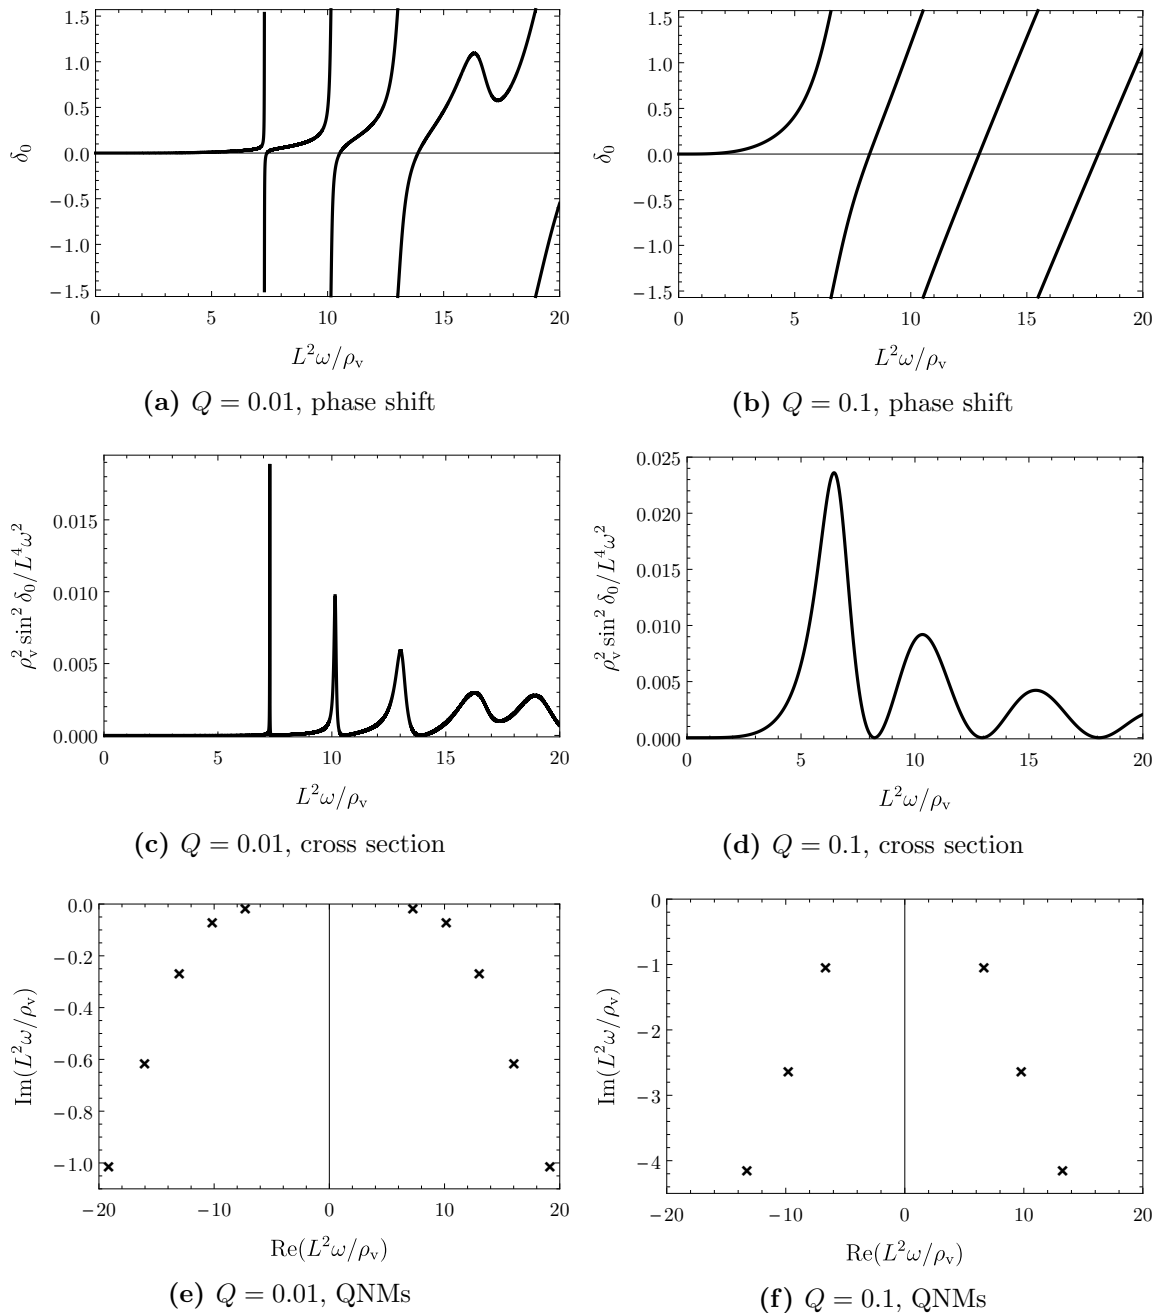 1.5
1.0
0.5
0.0
−0.5
−1.0
−1.5
δ₀
0 5 10 15 20
L²ω/ρᵥ
(a) Q = 0.01, phase shift
1.5
1.0
0.5
0.0
−0.5
−1.0
−1.5
δ₀
0 5 10 15 20
L²ω/ρᵥ
(b) Q = 0.1, phase shift
0.015
0.010
0.005
0.000
ρᵥ² sin² δ₀/L⁴ω²
0 5 10 15 20
L²ω/ρᵥ
(c) Q = 0.01, cross section
0.025
0.020
0.015
0.010
0.005
0.000
ρᵥ² sin² δ₀/L⁴ω²
0 5 10 15 20
L²ω/ρᵥ
(d) Q = 0.1, cross section
0.0
−0.2
−0.4
−0.6
−0.8
−1.0
Im(L²ω/ρᵥ)
−20 −10 0 10 20
Re(L²ω/ρᵥ)
(e) Q = 0.01, QNMs
0
−1
−2
−3
−4
Im(L²ω/ρᵥ)
−20 −10 0 10 20
Re(L²ω/ρᵥ)
(f) Q = 0.1, QNMs